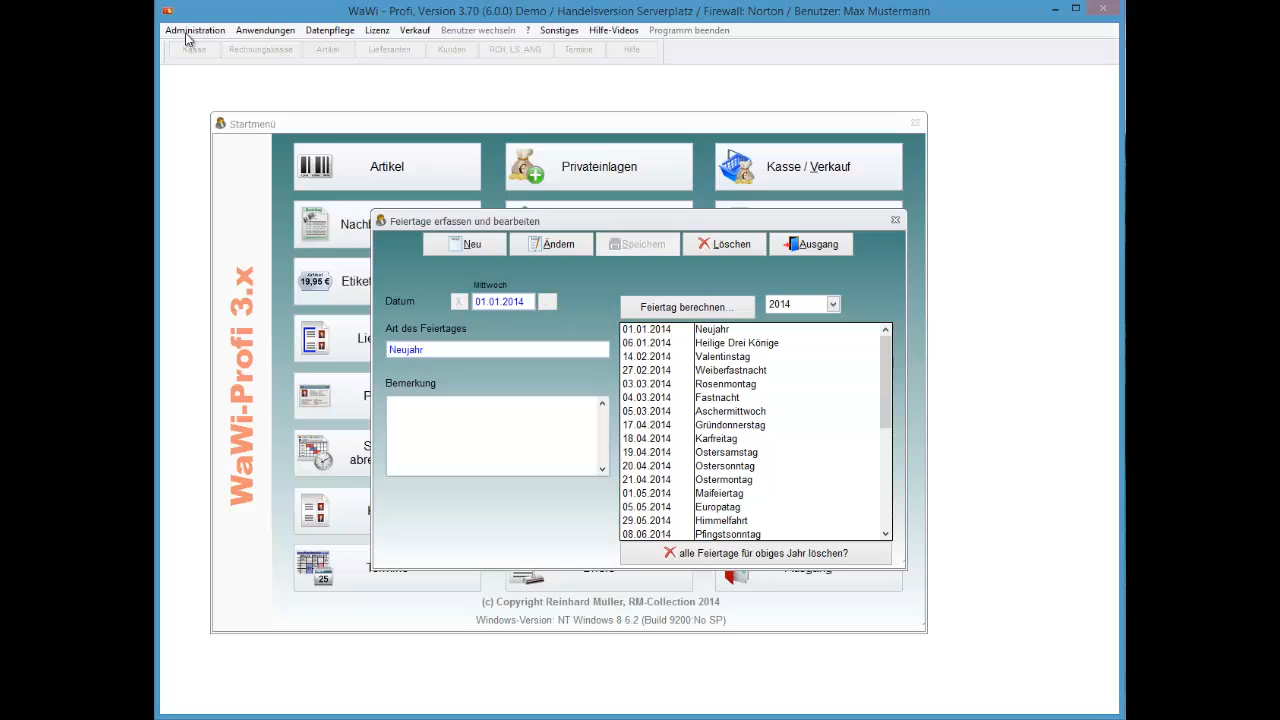 WaWi - Profi, Version 3.70 (6.0.0) Demo / Handelsversion Serverplatz / Firewall: Norton / Benutzer: Max Mustermann
Administration Anwendungen Datenpflege Lizenz Verkauf Benutzer wechseln ? Sonstiges Hilfe-Videos Programm beenden
Kasse Rechnungskasse Artikel Lieferanten Kunden RCH, LS, ANG Termine Hilfe
Startmenü
WaWi-Profi 3.x
Artikel Privateinlagen Kasse / Verkauf
Feiertage erfassen und bearbeiten
Neu Ändern Speichern Löschen Ausgang
Mittwoch
Datum X 01.01.2014
Feiertag berechnen... 2014
Art des Feiertages
Neujahr
Bemerkung
01.01.2014 Neujahr
06.01.2014 Heilige Drei Könige
14.02.2014 Valentinstag
27.02.2014 Weiberfastnacht
03.03.2014 Rosenmontag
04.03.2014 Fastnacht
05.03.2014 Aschermittwoch
17.04.2014 Gründonnerstag
18.04.2014 Karfreitag
19.04.2014 Ostersamstag
20.04.2014 Ostersonntag
21.04.2014 Ostermontag
01.05.2014 Maifeiertag
05.05.2014 Europatag
29.05.2014 Himmelfahrt
08.06.2014 Pfingstsonntag
alle Feiertage für obiges Jahr löschen?
Artikel
19,95 €
25
(c) Copyright Reinhard Müller, RM-Collection 2014
Windows-Version: NT Windows 8 6.2 (Build 9200:No SP)